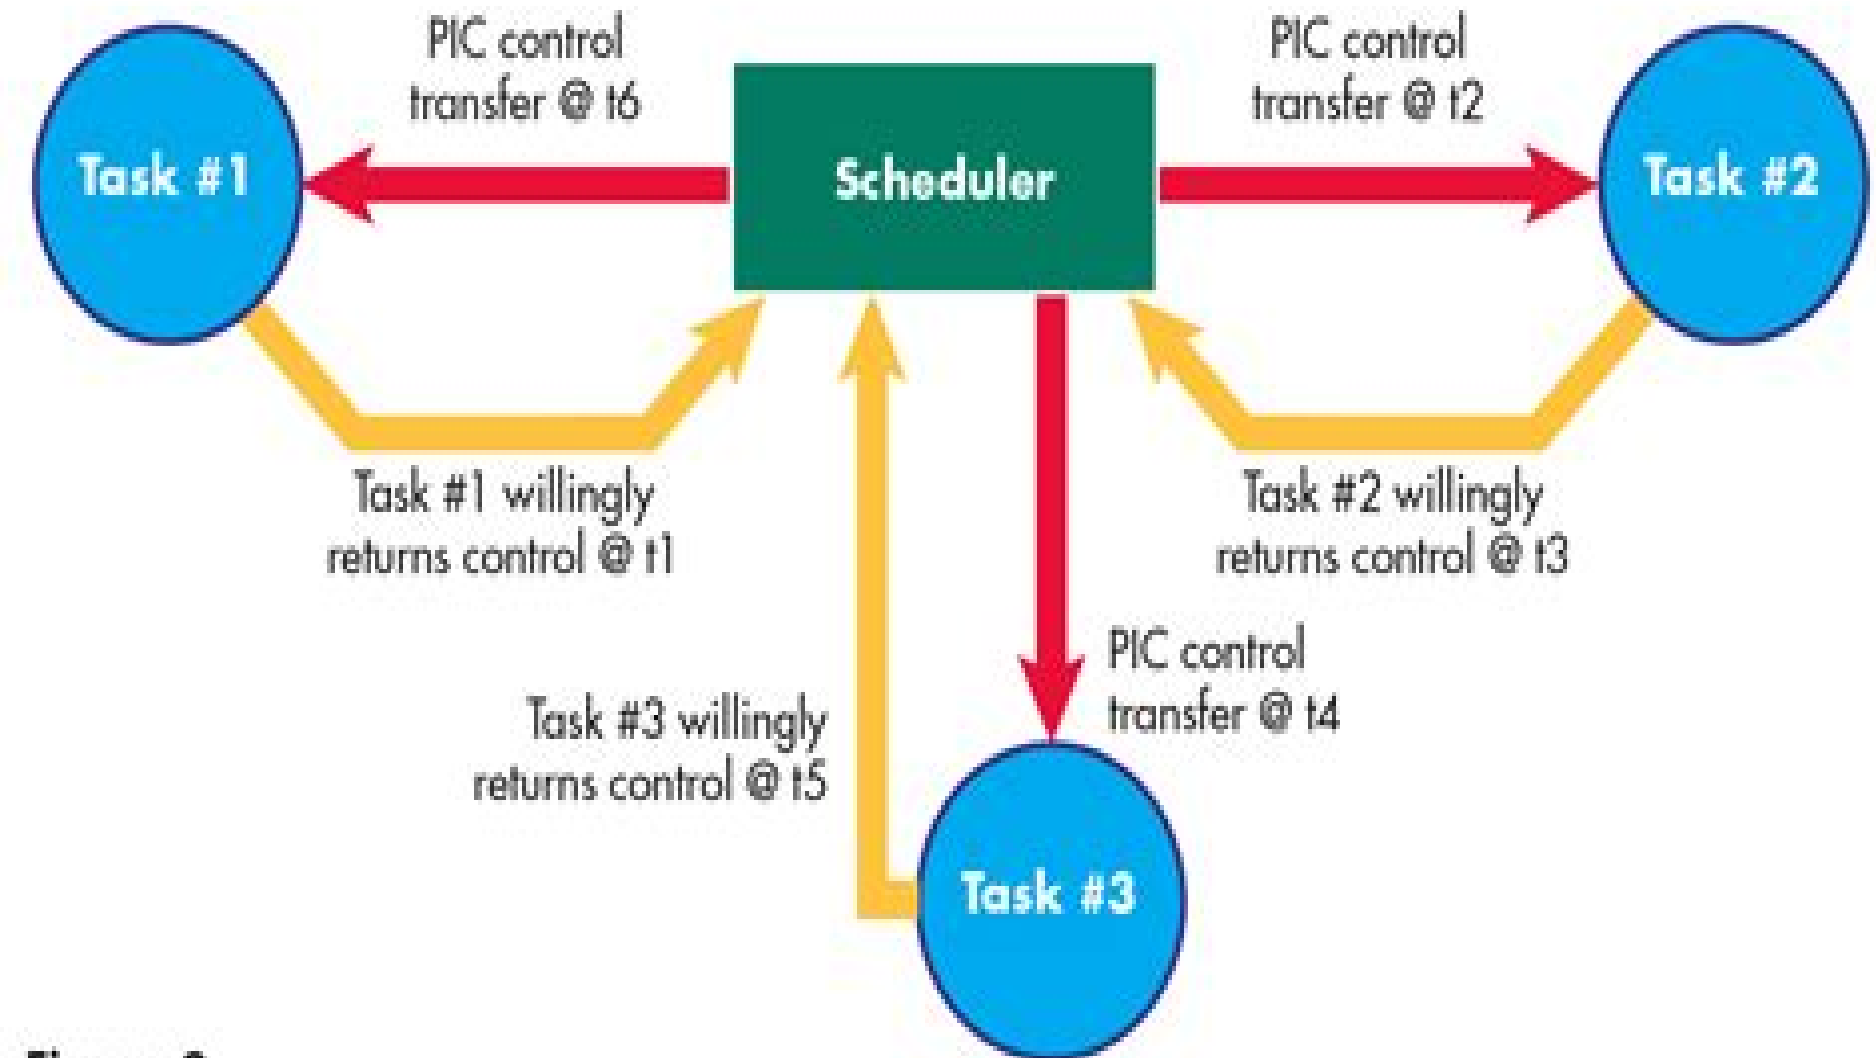 PIC control
transfer @ t6
PIC control
transfer @ t2
Task #1
Scheduler
Task #2
Task #1 willingly
returns control @ t1
Task #2 willingly
returns control @ t3
PIC control
transfer @ t4
Task #3 willingly
returns control @ t5
Task #3